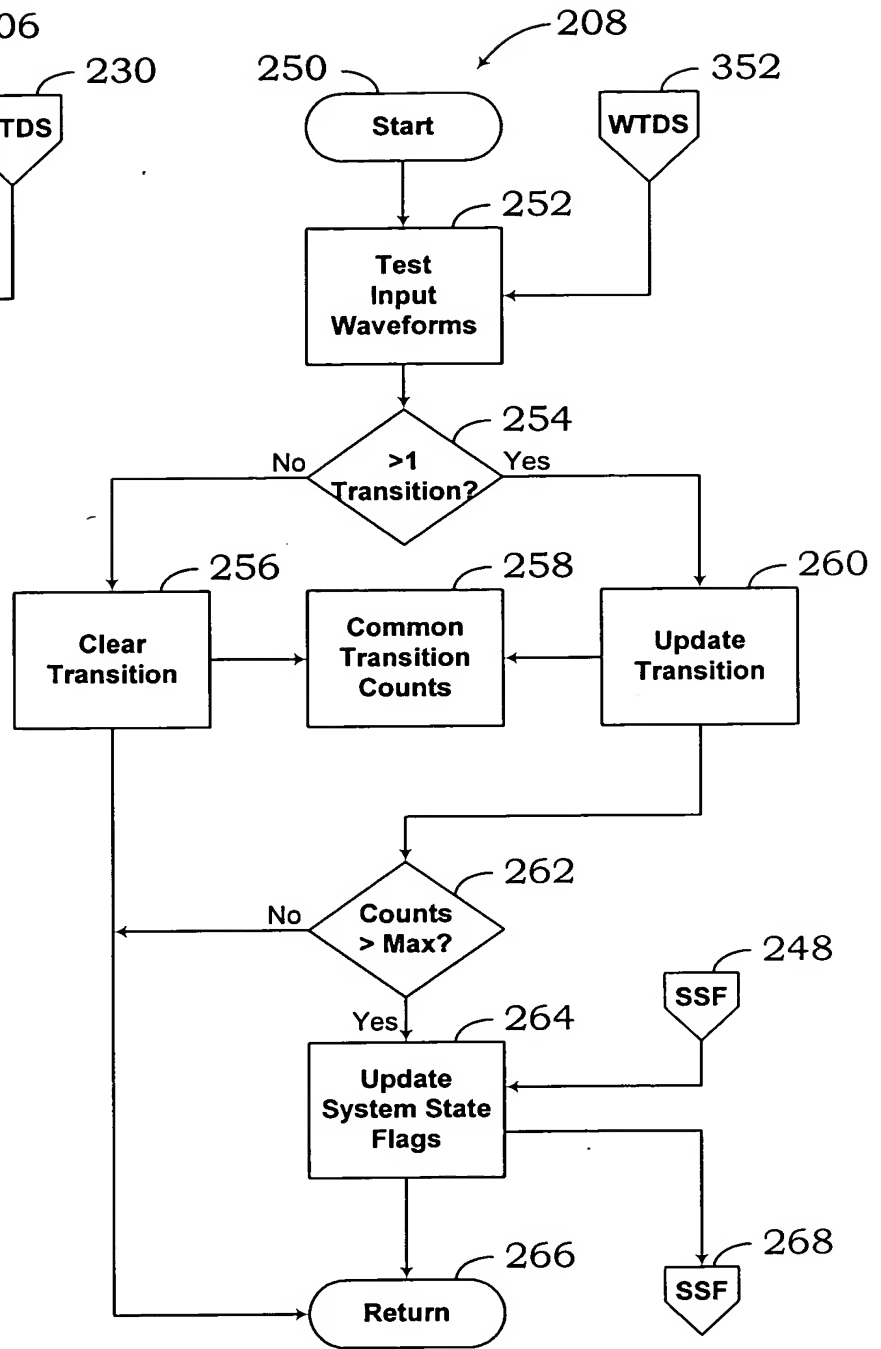 06
208
230
250
352
TDS
Start
WTDS
252
Test
Input
Waveforms
254
No
>1
Transition?
Yes
256
258
260
Clear
Transition
Common
Transition
Counts
Update
Transition
262
No
Counts
> Max?
248
SSF
Yes
264
Update
System State
Flags
266
268
Return
SSF